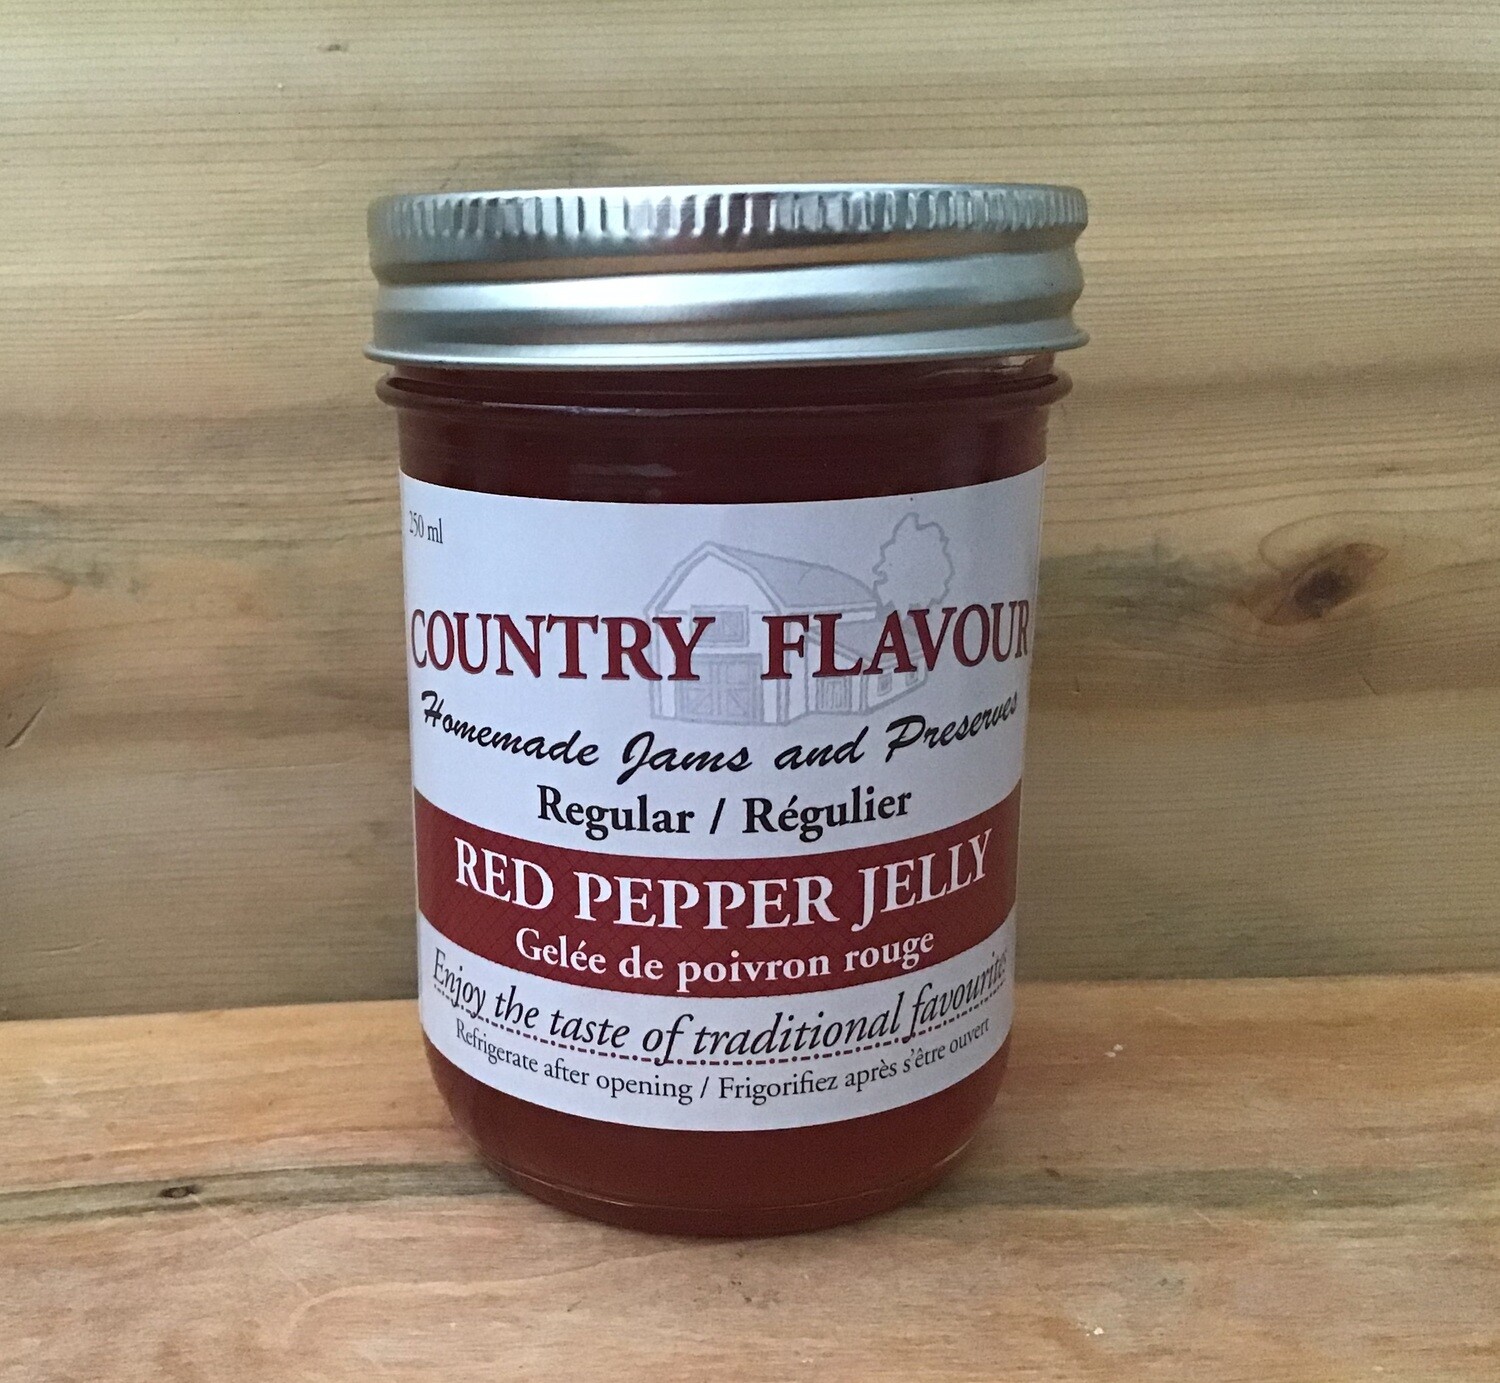 250 ml
COUNTRY FLAVOUR
Homemade Jams and Preserves
Regular / Régulier
RED PEPPER JELLY
Gelée de poivron rouge
Enjoy the taste of traditional favourites
Refrigerate after opening / Frigorifiez après s'être ouvert